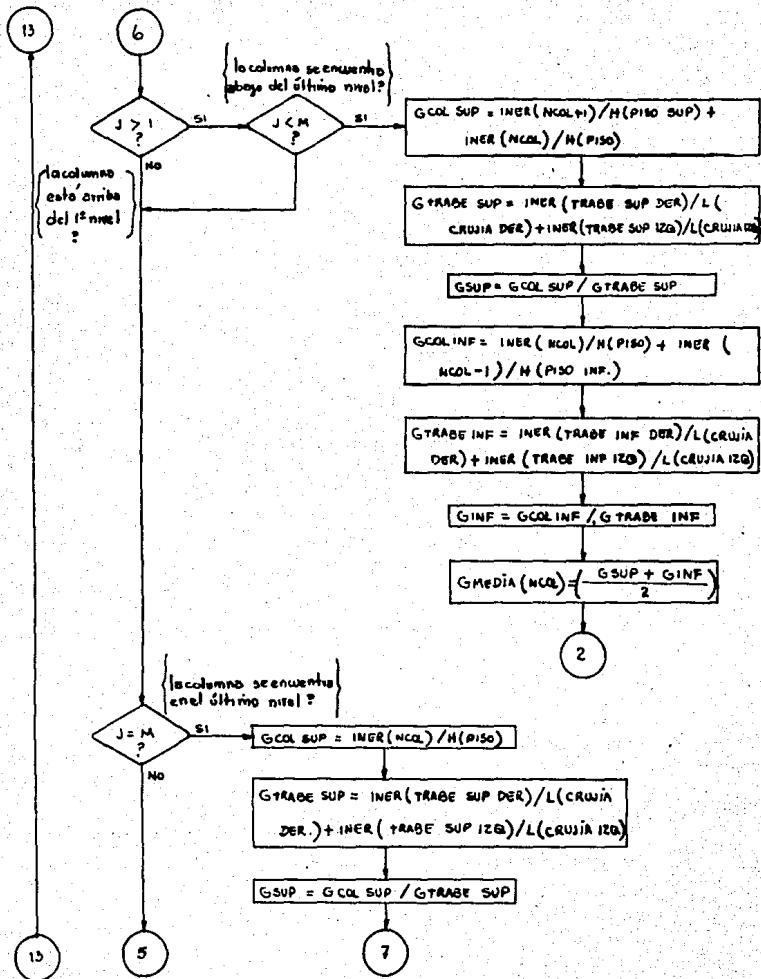 13
6
{la columna se encuentra
abajo del último nivel?}
J > 1
?
SI
J < M
?
SI
NO
{la columna
está arriba
del 1º nivel
?}
GCOL SUP = INER(NCOL+1)/H(PISO SUP) +
INER(NCOL)/H(PISO)
GTRABE SUP = INER(TRABE SUP DER)/L(
CRUJIA DER)+INER(TRABE SUP IZQ)/L(CRUJIA IZQ)
GSUP = GCOL SUP / GTRABE SUP
GCOL INF = INER(NCOL)/H(PISO) + INER(
NCOL-1)/H(PISO INF.)
GTRABE INF = INER(TRABE INF DER)/L(CRUJIA
DER)+INER(TRABE INF IZQ)/L(CRUJIA IZQ)
GINF = GCOL INF / GTRABE INF
GMEDIA(NCOL)=(GSUP + GINF
2)
2
{la columna se encuentra
en el último nivel?}
J = M
?
SI
NO
GCOL SUP = INER(NCOL)/H(PISO)
GTRABE SUP = INER(TRABE SUP DER)/L(CRUJÍA
DER.)+INER(TRABE SUP IZQ)/L(CRUJÍA IZQ)
GSUP = GCOL SUP / GTRABE SUP
13
5
7